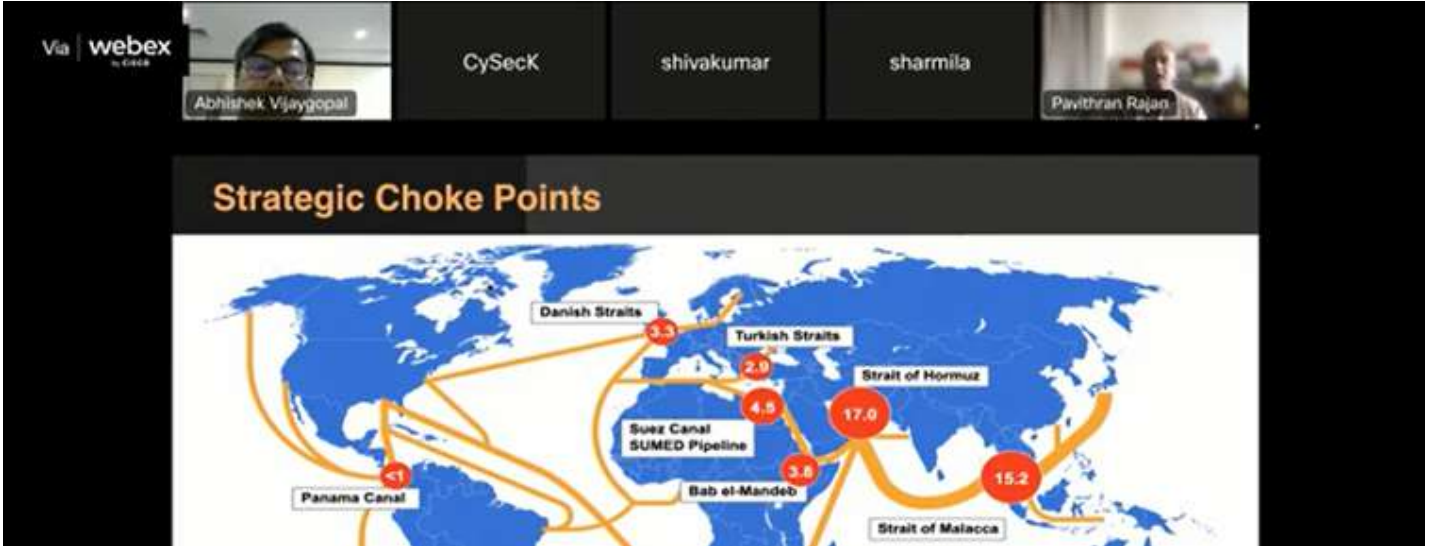 Via | webex
by CISCO
Abhishek Vijaygopal
CySecK
shivakumar
sharmila
Pavithran Rajan
Strategic Choke Points
Danish Straits
3.3
Turkish Straits
2.9
Strait of Hormuz
17.0
4.5
Suez Canal
SUMED Pipeline
3.8
Bab el-Mandeb
<1
Panama Canal
15.2
Strait of Malacca